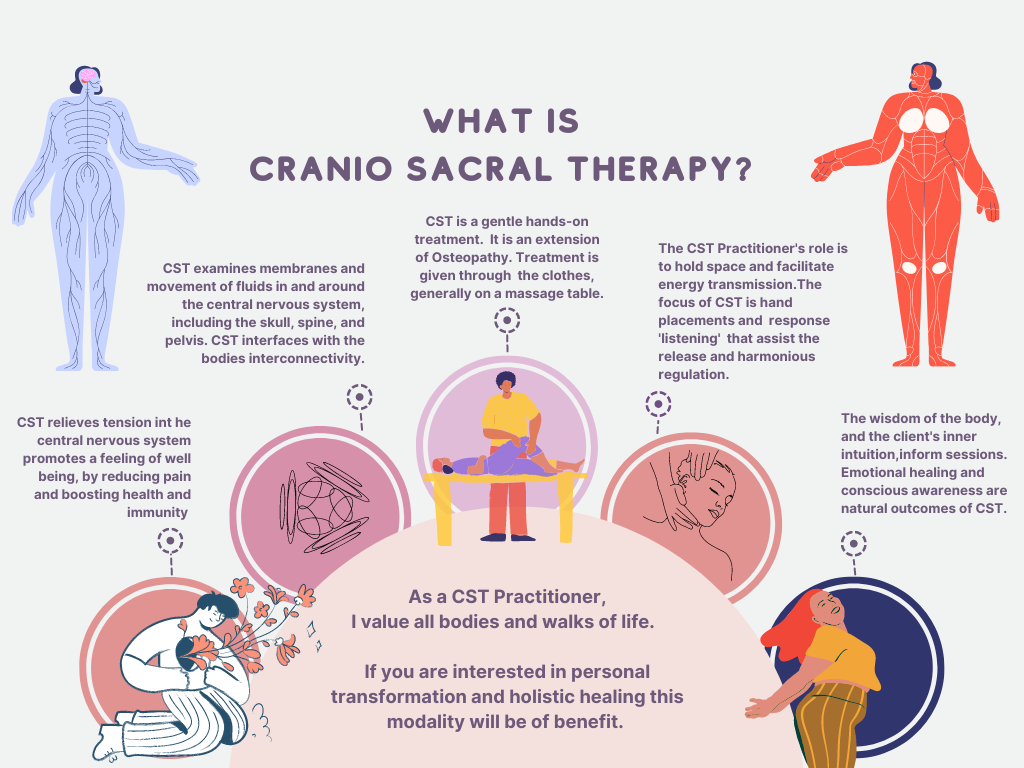 WHAT IS
CRANIO SACRAL THERAPY?
CST is a gentle hands-on
treatment. It is an extension
of Osteopathy. Treatment is
given through the clothes,
generally on a massage table.
CST examines membranes and
movement of fluids in and around
the central nervous system,
including the skull, spine, and
pelvis. CST interfaces with the
bodies interconnectivity.
The CST Practitioner's role is
to hold space and facilitate
energy transmission.The
focus of CST is hand
placements and response
'listening' that assist the
release and harmonious
regulation.
CST relieves tension int he
central nervous system
promotes a feeling of well
being, by reducing pain
and boosting health and
immunity
The wisdom of the body,
and the client's inner
intuition,inform sessions.
Emotional healing and
conscious awareness are
natural outcomes of CST.
As a CST Practitioner,
I value all bodies and walks of life.
If you are interested in personal
transformation and holistic healing this
modality will be of benefit.